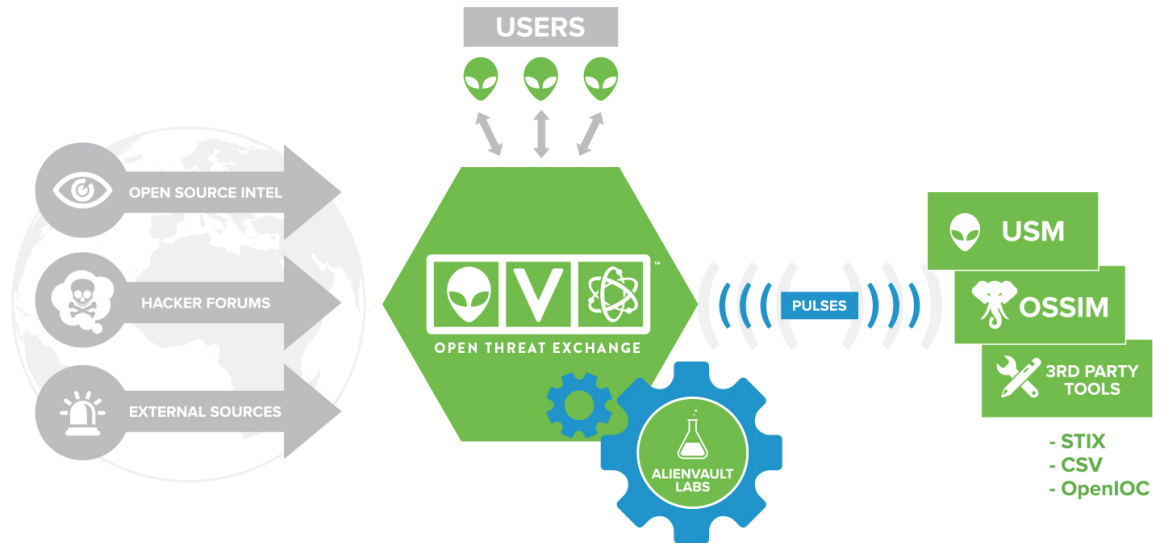 USERS
OPEN SOURCE INTEL
HACKER FORUMS
EXTERNAL SOURCES
V ™
OPEN THREAT EXCHANGE
ALIENVAULT
LABS
PULSES
USM
OSSIM
3RD PARTY
TOOLS
- STIX
- CSV
- OpenIOC